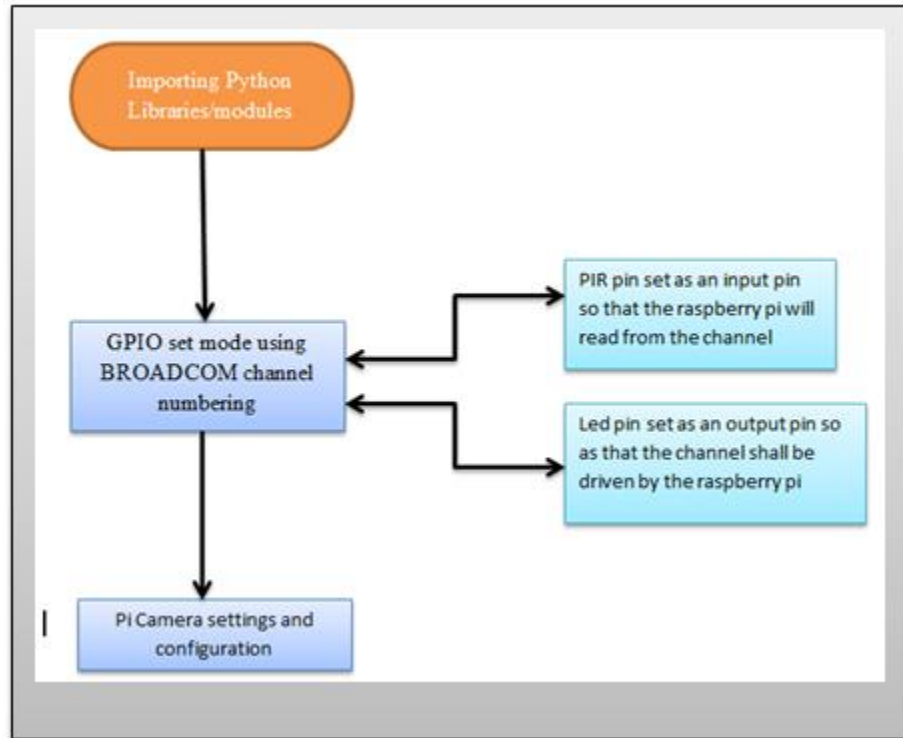 Importing Python
Libraries/modules
GPIO set mode using
BROADCOM channel
numbering
PIR pin set as an input pin
so that the raspberry pi will
read from the channel
Led pin set as an output pin so
as that the channel shall be
driven by the raspberry pi
Pi Camera settings and
configuration